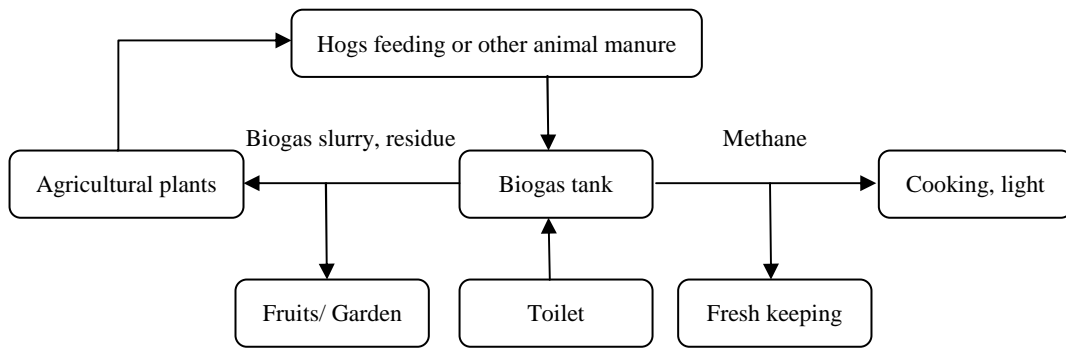 Hogs feeding or other animal manure
Biogas slurry, residue
Methane
Agricultural plants
Biogas tank
Cooking, light
Fruits/ Garden
Toilet
Fresh keeping